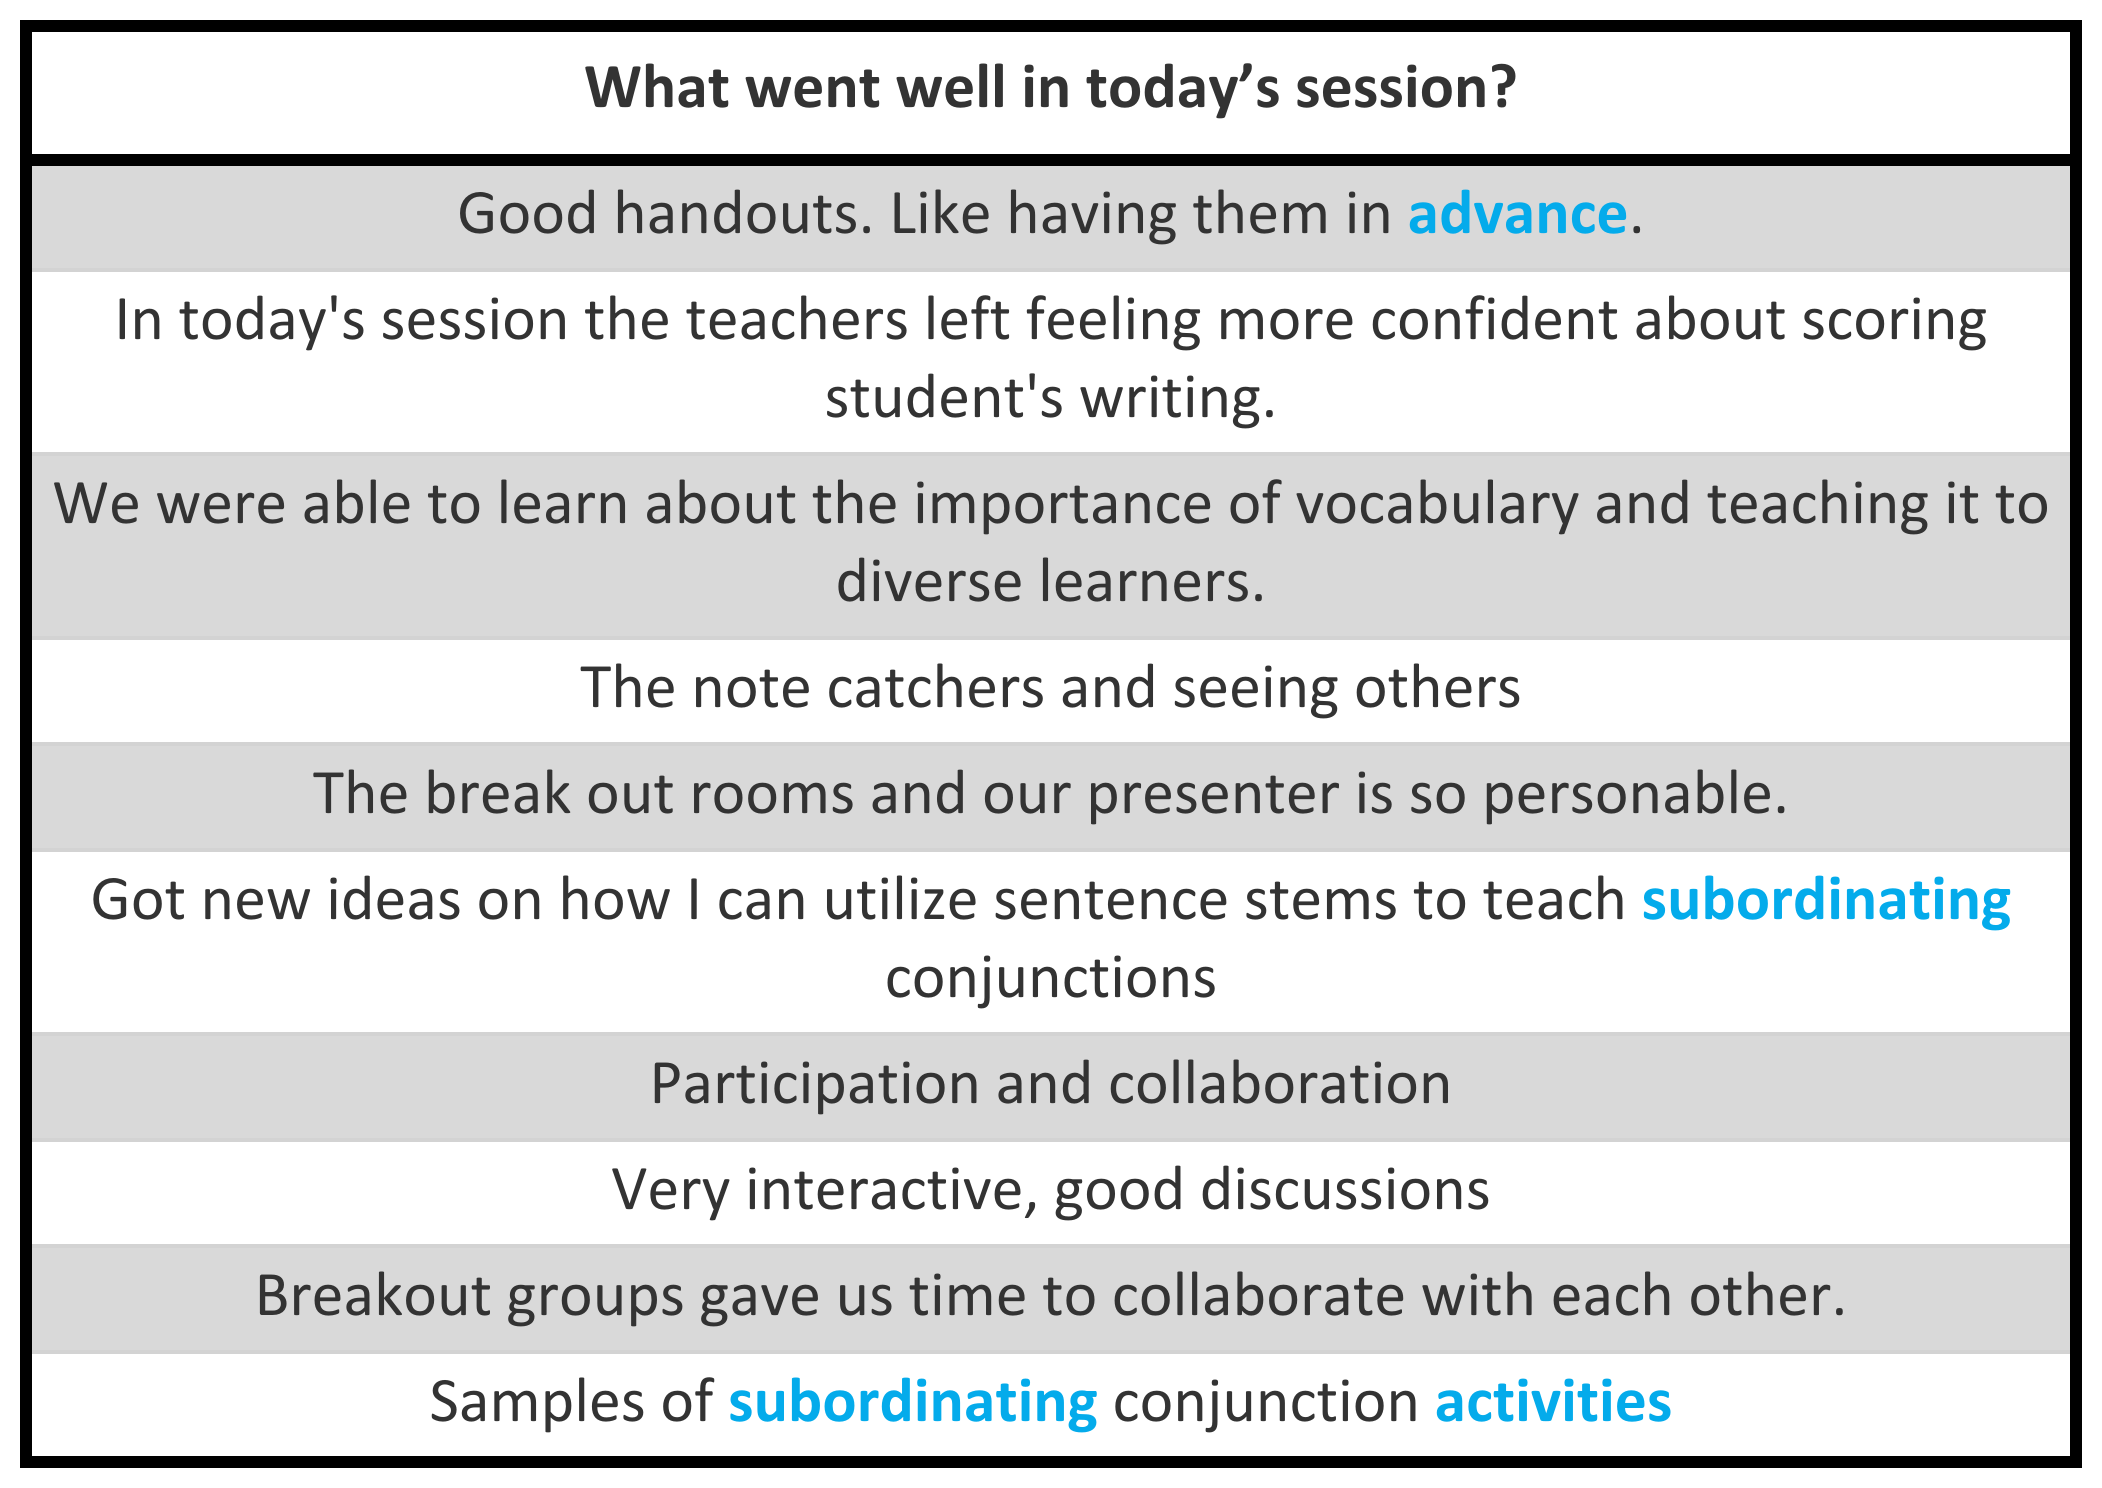 What went well in today’s session?
Good handouts. Like having them in advance.
In today's session the teachers left feeling more confident about scoring
student's writing.
We were able to learn about the importance of vocabulary and teaching it to
diverse learners.
The note catchers and seeing others
The break out rooms and our presenter is so personable.
Got new ideas on how I can utilize sentence stems to teach subordinating
conjunctions
Participation and collaboration
Very interactive, good discussions
Breakout groups gave us time to collaborate with each other.
Samples of subordinating conjunction activities